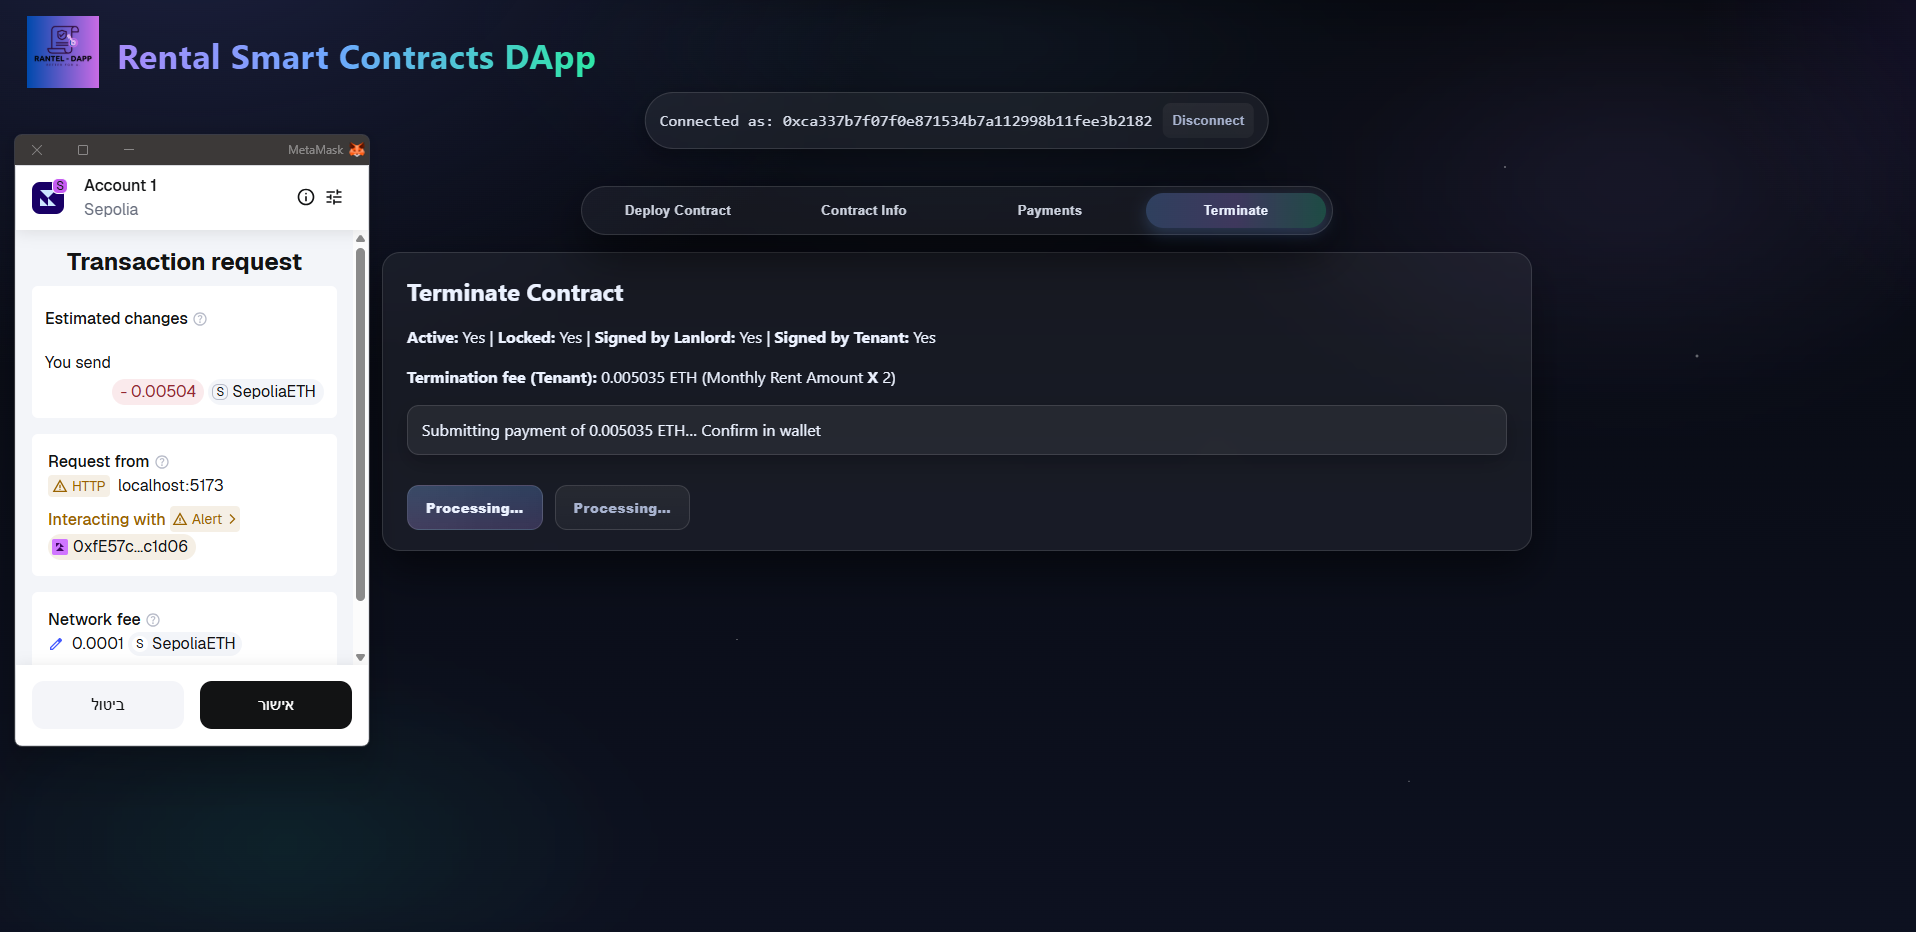 RANTEL - DAPP
Rental Smart Contracts DApp
Connected as: 0xca337b7f07f0e871534b7a112998b11fee3b2182 Disconnect
Deploy Contract Contract Info Payments Terminate
Terminate Contract
Active: Yes | Locked: Yes | Signed by Lanlord: Yes | Signed by Tenant: Yes
Termination fee (Tenant): 0.005035 ETH (Monthly Rent Amount X 2)
Submitting payment of 0.005035 ETH... Confirm in wallet
Processing... Processing...
MetaMask
S
Account 1
Sepolia
Transaction request
Estimated changes ?
You send
- 0.00504 S SepoliaETH
Request from ?
HTTP localhost:5173
Interacting with Alert >
0xfE57c...c1d06
Network fee ?
0.0001 S SepoliaETH
ביטול
אישור